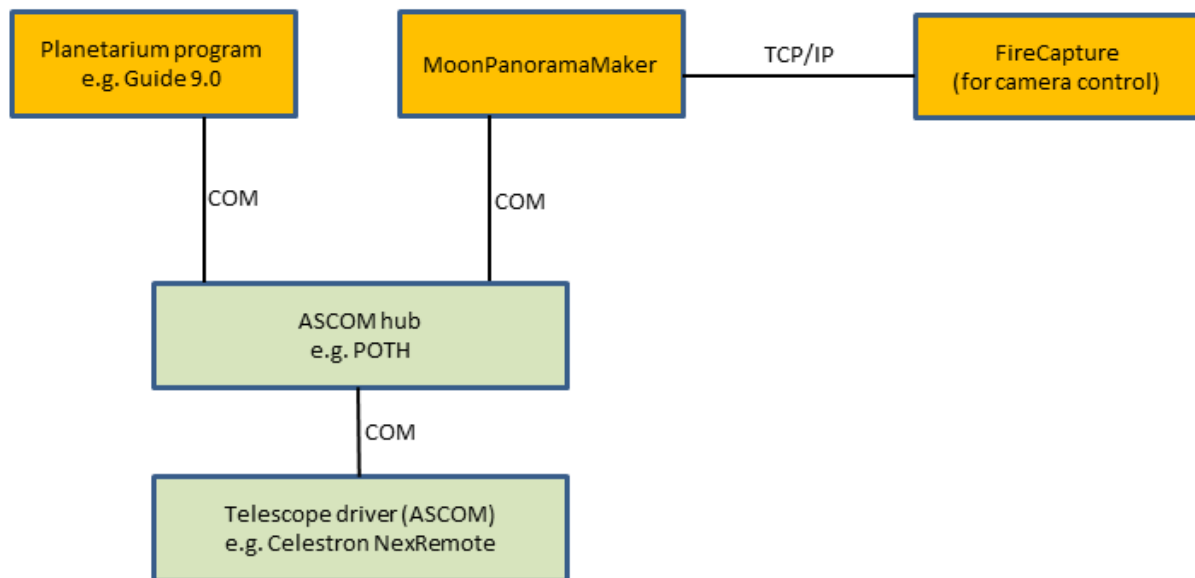 Planetarium program
e.g. Guide 9.0
MoonPanoramaMaker
TCP/IP
FireCapture
(for camera control)
COM
COM
ASCOM hub
e.g. POTH
COM
Telescope driver (ASCOM)
e.g. Celestron NexRemote